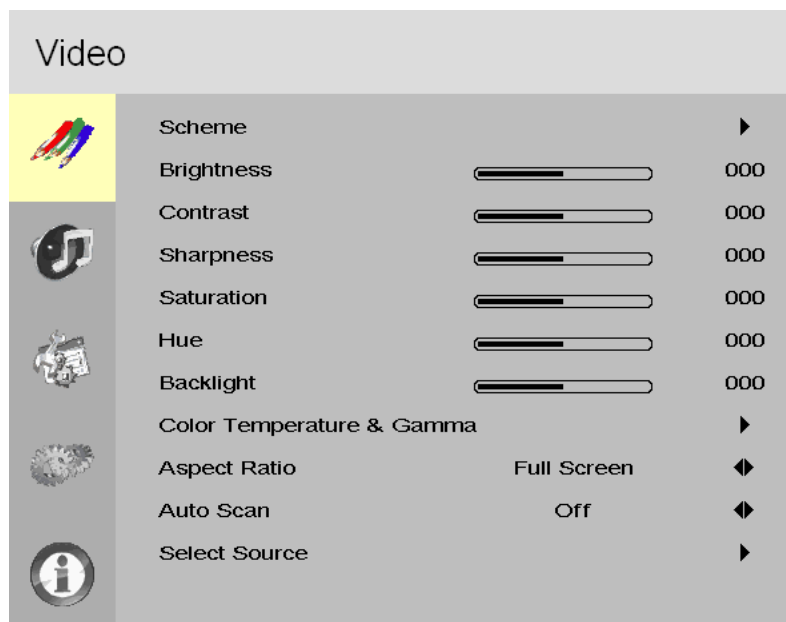 Video
Scheme
Brightness 000
Contrast 000
Sharpness 000
Saturation 000
Hue 000
Backlight 000
Color Temperature & Gamma
Aspect Ratio Full Screen
Auto Scan Off
Select Source